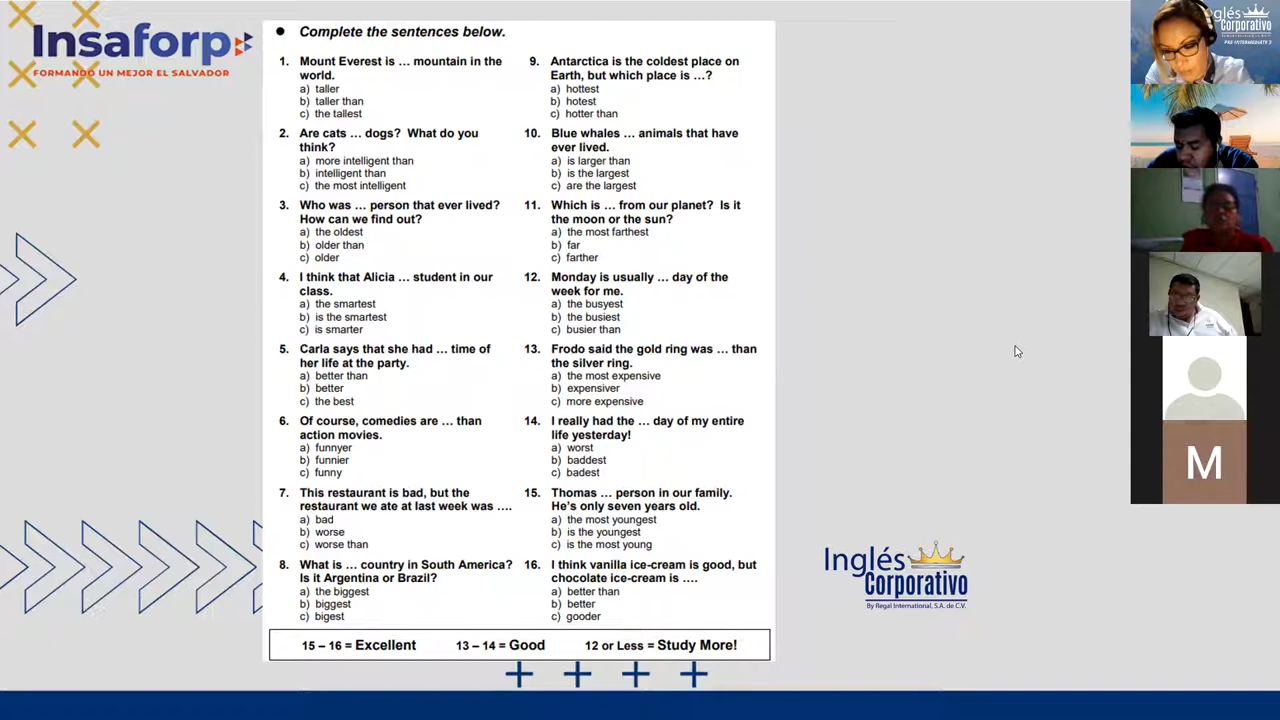 Insaforp
FORMANDO UN MEJOR EL SALVADOR
● Complete the sentences below.
1. Mount Everest is … mountain in the
world.
a) taller
b) taller than
c) the tallest
2. Are cats … dogs? What do you
think?
a) more intelligent than
b) intelligent than
c) the most intelligent
3. Who was … person that ever lived?
How can we find out?
a) the oldest
b) older than
c) older
4. I think that Alicia … student in our
class.
a) the smartest
b) is the smartest
c) is smarter
5. Carla says that she had … time of
her life at the party.
a) better than
b) better
c) the best
6. Of course, comedies are … than
action movies.
a) funnyer
b) funnier
c) funny
7. This restaurant is bad, but the
restaurant we ate at last week was ….
a) bad
b) worse
c) worse than
8. What is … country in South America?
Is it Argentina or Brazil?
a) the biggest
b) biggest
c) bigest
9. Antarctica is the coldest place on
Earth, but which place is …?
a) hottest
b) hotest
c) hotter than
10. Blue whales … animals that have
ever lived.
a) is larger than
b) is the largest
c) are the largest
11. Which is … from our planet? Is it
the moon or the sun?
a) the most farthest
b) far
c) farther
12. Monday is usually … day of the
week for me.
a) the busyest
b) the busiest
c) busier than
13. Frodo said the gold ring was … than
the silver ring.
a) the most expensive
b) expensiver
c) more expensive
14. I really had the … day of my entire
life yesterday!
a) worst
b) baddest
c) badest
15. Thomas … person in our family.
He's only seven years old.
a) the most youngest
b) is the youngest
c) is the most young
16. I think vanilla ice-cream is good, but
chocolate ice-cream is ….
a) better than
b) better
c) gooder
15 – 16 = Excellent 13 – 14 = Good 12 or Less = Study More!
Inglés
Corporativo
By Regal International, S.A. de C.V.
glés
Corporativo
PRE INTERMEDIATE 2
M